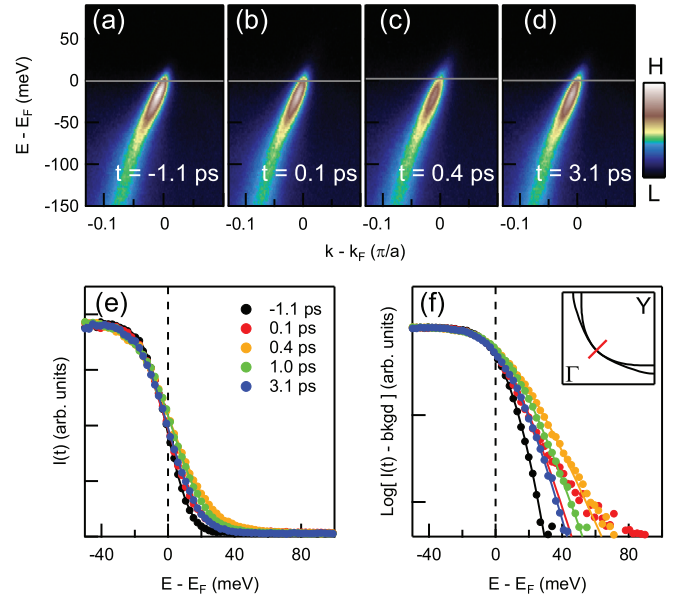 (a) (b) (c) (d)
E - E_F (meV)
50
0
-50
-100
-150
t = -1.1 ps t = 0.1 ps t = 0.4 ps t = 3.1 ps
H
L
-0.1 0 -0.1 0 -0.1 0 -0.1 0
k - k_F (π/a)
(e)
I(t) (arb. units)
-1.1 ps
0.1 ps
0.4 ps
1.0 ps
3.1 ps
-40 0 40 80
E - E_F (meV)
(f)
Log[ I(t) - bkgd ] (arb. units)
Y
Γ
-40 0 40 80
E - E_F (meV)